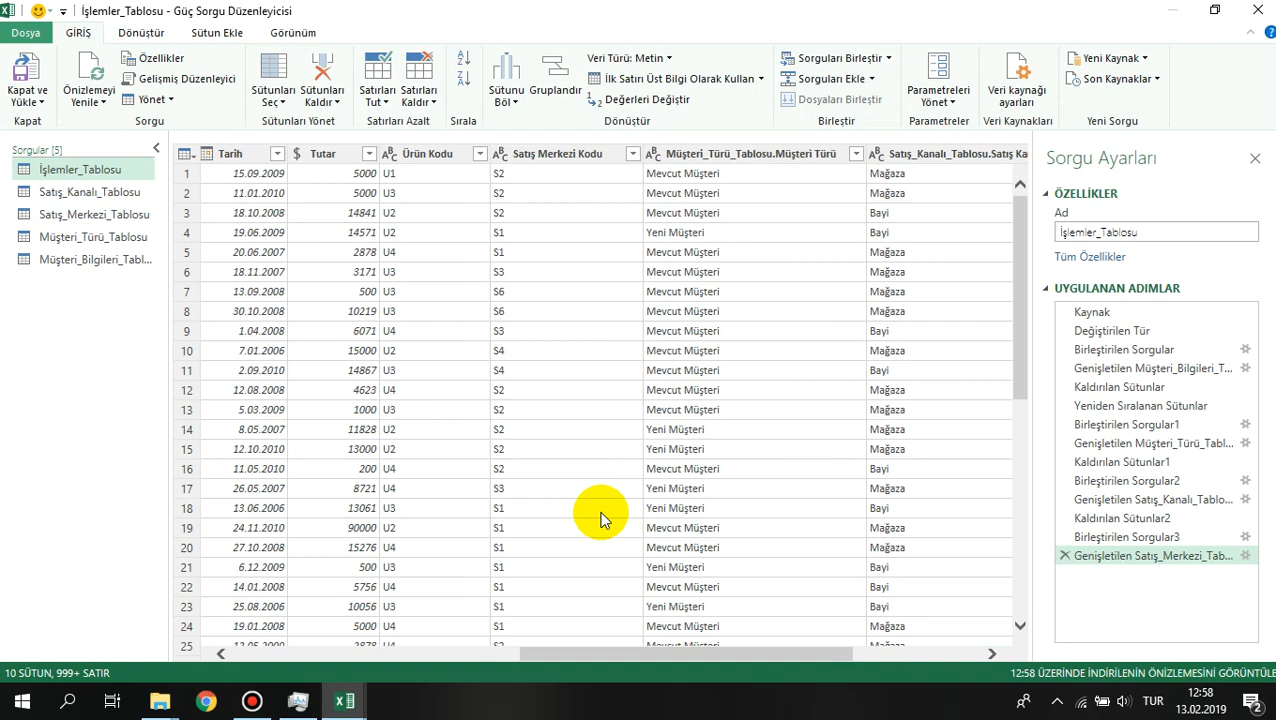 İşlemler_Tablosu - Güç Sorgu Düzenleyicisi
Dosya GİRİŞ Dönüştür Sütun Ekle Görünüm
Kapat ve Yükle
Kapat
Önizlemeyi Yenile
Özellikler
Gelişmiş Düzenleyici
Yönet
Sorgu
Sütunları Seç
Sütunları Kaldır
Sütunları Yönet
Satırları Tut
Satırları Kaldır
Satırları Azalt
Sırala
Sütunu Böl
Gruplandır
Veri Türü: Metin
İlk Satırı Üst Bilgi Olarak Kullan
Değerleri Değiştir
Dönüştür
Sorguları Birleştir
Sorguları Ekle
Dosyaları Birleştir
Birleştir
Parametreleri Yönet
Parametreler
Veri kaynağı ayarları
Veri Kaynakları
Yeni Kaynak
Son Kaynaklar
Yeni Sorgu
Sorgular [5]
İşlemler_Tablosu
Satış_Kanalı_Tablosu
Satış_Merkezi_Tablosu
Müşteri_Türü_Tablosu
Müşteri_Bilgileri_Tabl...
Tarih $ Tutar ABC Ürün Kodu ABC Satış Merkezi Kodu ABC Müşteri_Türü_Tablosu.Müşteri Türü ABC Satış_Kanalı_Tablosu.Satış Ka
1 15.09.2009 5000 U1 S2 Mevcut Müşteri Mağaza
2 11.01.2010 5000 U3 S2 Mevcut Müşteri Mağaza
3 18.10.2008 14841 U2 S2 Mevcut Müşteri Bayi
4 19.06.2009 14571 U2 S1 Yeni Müşteri Bayi
5 20.06.2007 2878 U4 S1 Mevcut Müşteri Mağaza
6 18.11.2007 3171 U3 S3 Mevcut Müşteri Mağaza
7 13.09.2008 500 U3 S6 Mevcut Müşteri Mağaza
8 30.10.2008 10219 U3 S6 Mevcut Müşteri Mağaza
9 1.04.2008 6071 U4 S3 Mevcut Müşteri Bayi
10 7.01.2006 15000 U2 S4 Mevcut Müşteri Mağaza
11 2.09.2010 14867 U3 S4 Mevcut Müşteri Mağaza
12 12.08.2008 4623 U4 S2 Mevcut Müşteri Mağaza
13 5.03.2009 1000 U3 S2 Mevcut Müşteri Mağaza
14 8.05.2007 11828 U2 S2 Yeni Müşteri Mağaza
15 12.10.2010 13000 U2 S2 Yeni Müşteri Mağaza
16 11.05.2010 200 U4 S2 Mevcut Müşteri Bayi
17 26.05.2007 8721 U4 S3 Yeni Müşteri Mağaza
18 13.06.2006 13061 U3 S1 Yeni Müşteri Bayi
19 24.11.2010 90000 U2 S1 Mevcut Müşteri Mağaza
20 27.10.2008 15276 U4 S1 Mevcut Müşteri Mağaza
21 6.12.2009 500 U3 S1 Yeni Müşteri Bayi
22 14.01.2008 5756 U4 S1 Mevcut Müşteri Bayi
23 25.08.2006 10056 U3 S1 Yeni Müşteri Bayi
24 19.01.2008 5000 U4 S1 Mevcut Müşteri Mağaza
25
Sorgu Ayarları
ÖZELLİKLER
Ad
İşlemler_Tablosu
Tüm Özellikler
UYGULANAN ADIMLAR
Kaynak
Değiştirilen Tür
Birleştirilen Sorgular
Genişletilen Müşteri_Bilgileri_T...
Kaldırılan Sütunlar
Yeniden Sıralanan Sütunlar
Birleştirilen Sorgular1
Genişletilen Müşteri_Türü_Tabl...
Kaldırılan Sütunlar1
Birleştirilen Sorgular2
Genişletilen Satış_Kanalı_Tablo...
Kaldırılan Sütunlar2
Birleştirilen Sorgular3
Genişletilen Satış_Merkezi_Tab...
10 SÜTUN, 999+ SATIR
12:58 ÜZERİNDE İNDİRİLENİN ÖNİZLEMESİNİ GÖRÜNTÜLE
TUR
12:58
13.02.2019
2